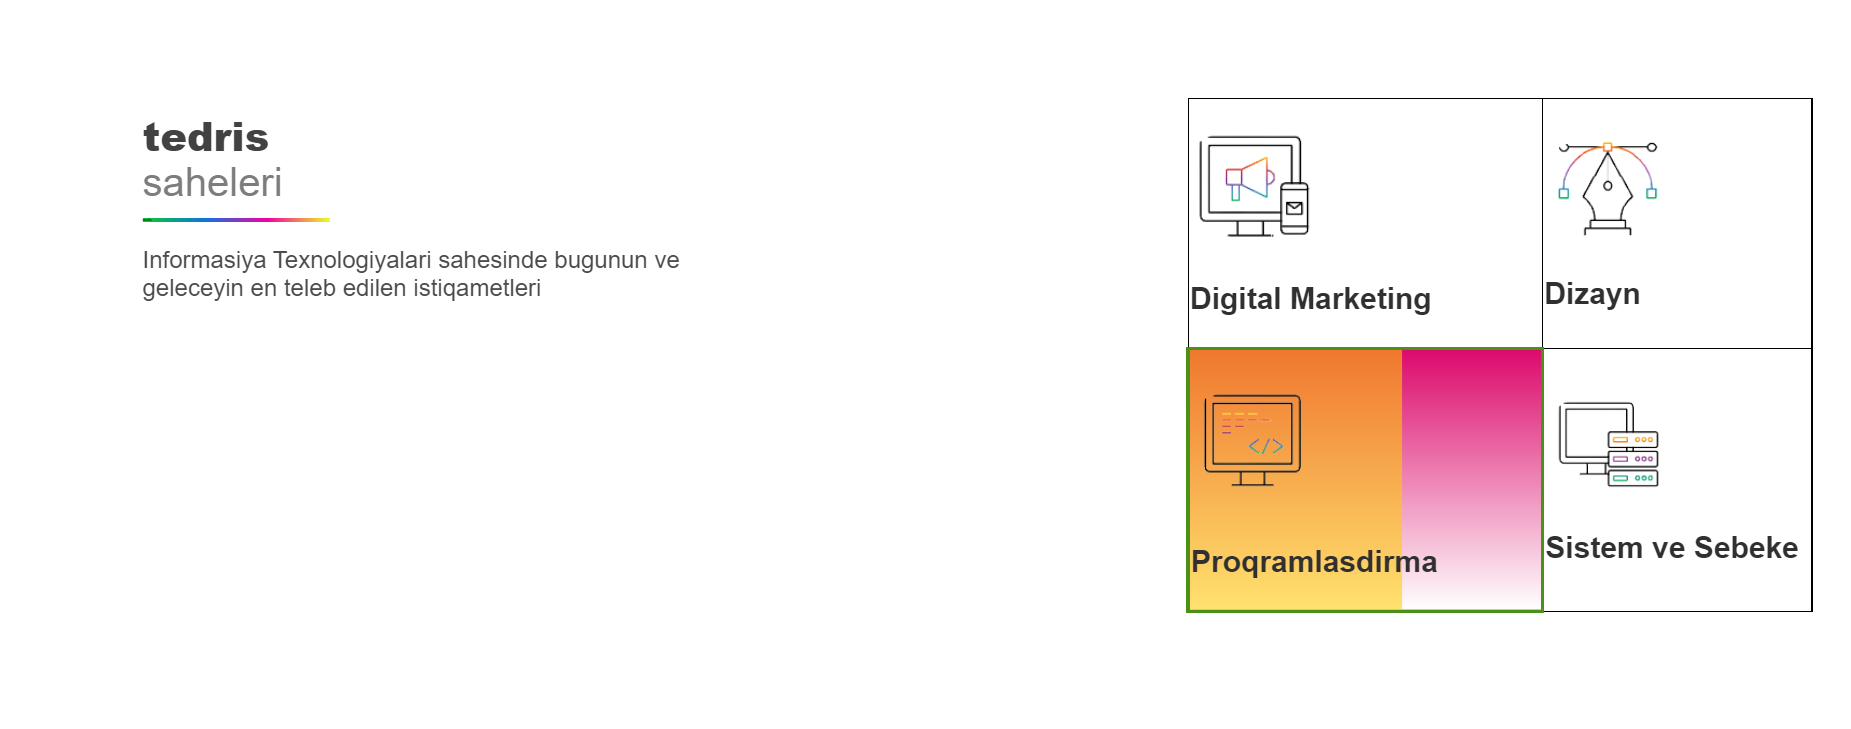 tedris
saheleri
Informasiya Texnologiyalari sahesinde bugunun ve
geleceyin en teleb edilen istiqametleri
Digital Marketing
Dizayn
</>
Proqramlasdirma
Sistem ve Sebeke